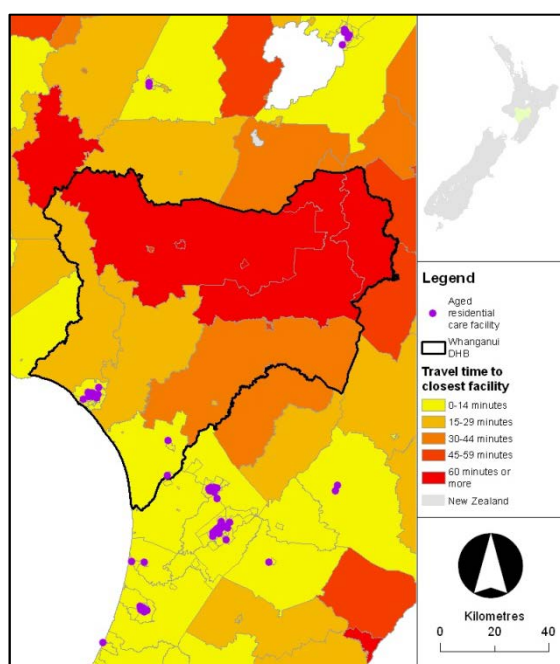 Legend
Aged
residential
care facility
Whanganui
DHB
Travel time to
closest facility
0-14 minutes
15-29 minutes
30-44 minutes
45-59 minutes
60 minutes or
more
New Zealand
Kilometres
0 20 40